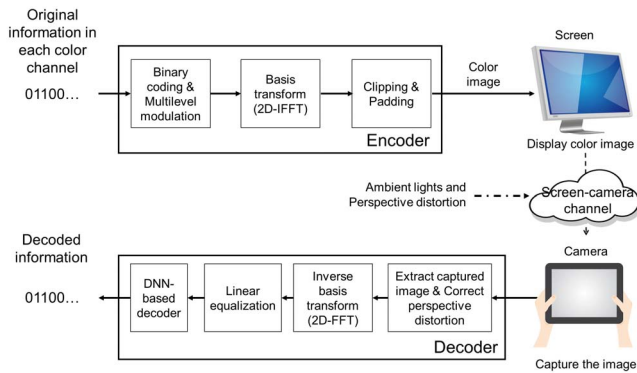 Original
information in
each color
channel
01100...
Binary
coding &
Multilevel
modulation
Basis
transform
(2D-IFFT)
Clipping &
Padding
Encoder
Color
image
Screen
Display color image
Ambient lights and
Perspective distortion
Screen-camera
channel
Camera
Capture the image
Decoded
information
01100...
DNN-
based
decoder
Linear
equalization
Inverse
basis
transform
(2D-FFT)
Extract captured
image & Correct
perspective
distortion
Decoder